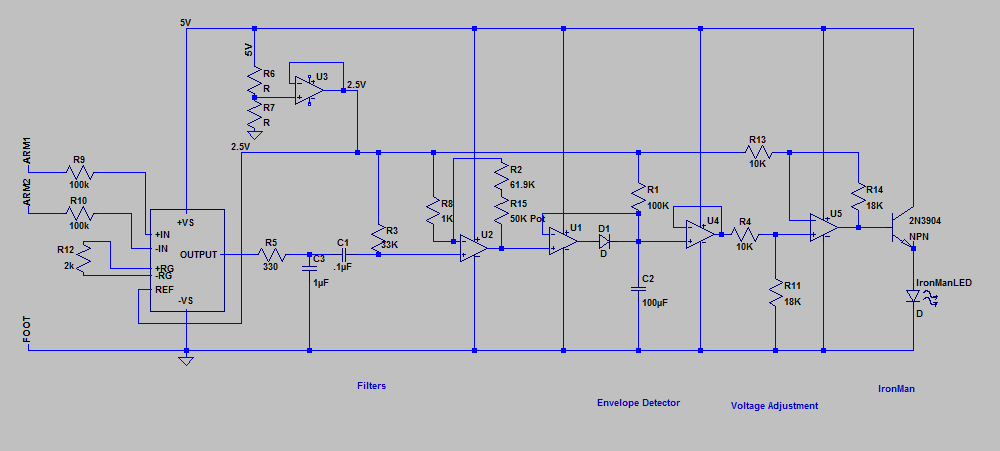 5V
5V
R6
R
R7
R
U3
2.5V
2.5V
ARM1
R9
100k
ARM2
R10
100k
R12
2k
+VS
+IN
-IN
OUTPUT
+RG
-RG
REF
-VS
FOOT
R5
330
C3
1µF
C1
.1µF
R3
33K
R8
1K
R2
61.9K
R15
50K Pot
U2
U1
D1
D
R1
100K
C2
100µF
U4
R4
10K
R13
10K
R11
18K
U5
R14
18K
2N3904
NPN
IronManLED
D
Filters
Envelope Detector
Voltage Adjustment
IronMan